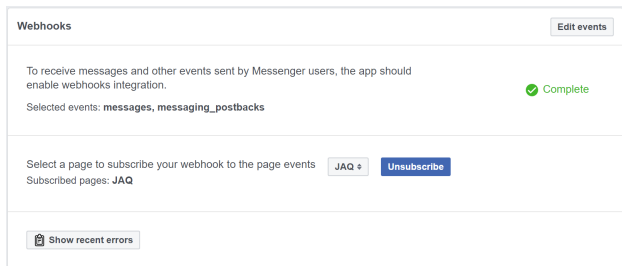 Webhooks
Edit events
To receive messages and other events sent by Messenger users, the app should
enable webhooks integration.
Complete
Selected events: messages, messaging_postbacks
Select a page to subscribe your webhook to the page events
JAQ
Unsubscribe
Subscribed pages: JAQ
Show recent errors